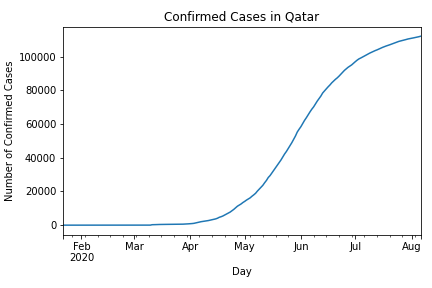 Confirmed Cases in Qatar
Number of Confirmed Cases
100000
80000
60000
40000
20000
0
Feb Mar Apr May Jun Jul Aug
2020
Day